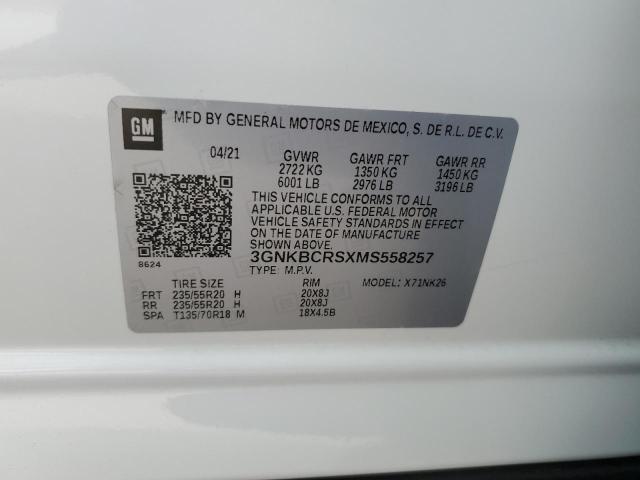 GM
MFD BY GENERAL MOTORS DE MEXICO, S. DE R.L. DE C.V.
04/21 GVWR GAWR FRT GAWR RR
2722 KG 1350 KG 1450 KG
6001 LB 2976 LB 3196 LB
THIS VEHICLE CONFORMS TO ALL
APPLICABLE U.S. FEDERAL MOTOR
VEHICLE SAFETY STANDARDS IN EFFECT
ON THE DATE OF MANUFACTURE
SHOWN ABOVE.
8624
3GNKBCRSXMS558257
TYPE: M.P.V. MODEL: X71NK26
TIRE SIZE RIM
FRT 235/55R20 H 20X8J
RR 235/55R20 H 20X8J
SPA T135/70R18 M 18X4.5B